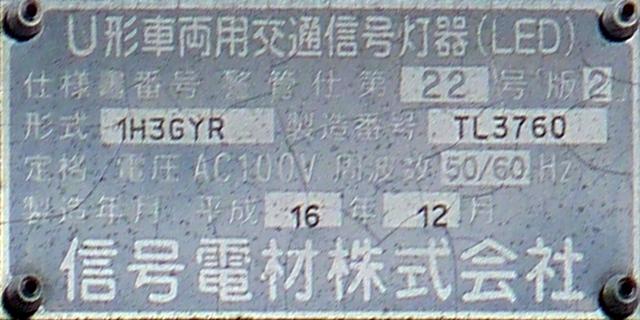 U形車両用交通信号灯器(LED)
仕様書番号 警管仕第22号"版2
形式 1H3GYR 製造番号 TL3760
定格 電圧 AC100V 周波数 50/60 Hz
製造年月 平成 16 年 12 月
信号電材株式会社